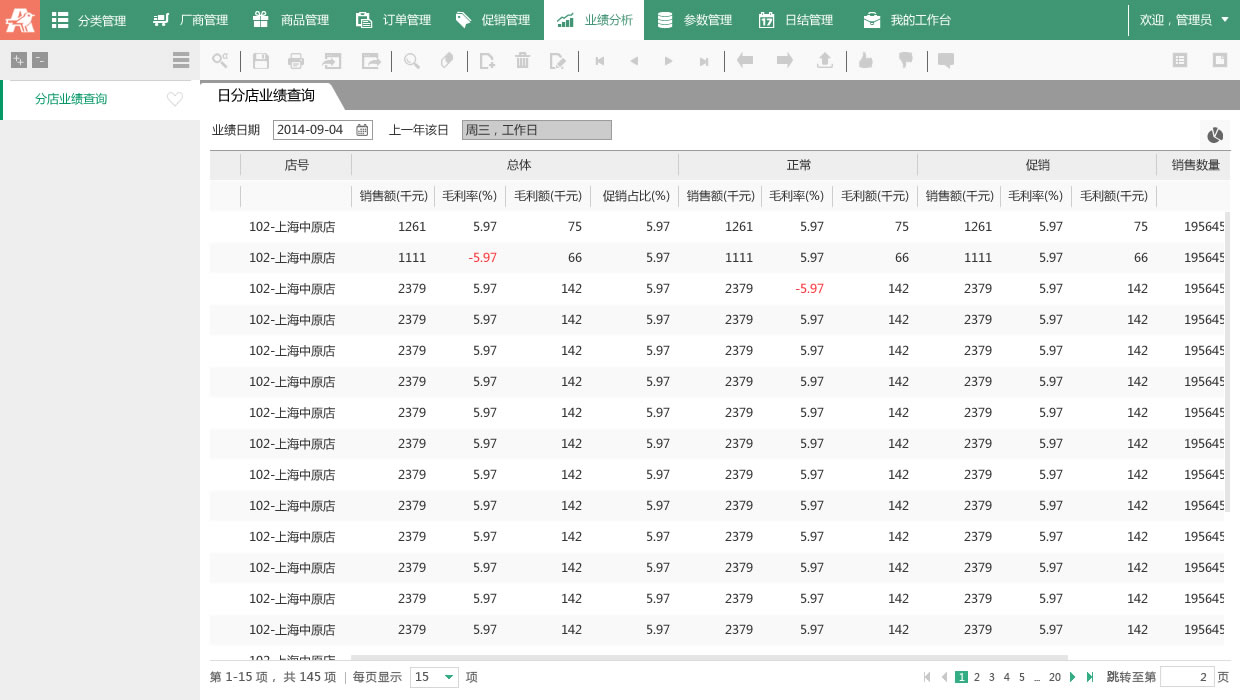 分类管理 厂商管理 商品管理 订单管理 促销管理 业绩分析 参数管理 17 日结管理 我的工作台 欢迎，管理员
分店业绩查询
日分店业绩查询
业绩日期 2014-09-04 上一年该日 周三，工作日
店号 总体 正常 促销 销售数量
销售额(千元) 毛利率(%) 毛利额(千元) 促销占比(%) 销售额(千元) 毛利率(%) 毛利额(千元) 销售额(千元) 毛利率(%) 毛利额(千元)
102-上海中原店 1261 5.97 75 5.97 1261 5.97 75 1261 5.97 75 195645
102-上海中原店 1111 -5.97 66 5.97 1111 5.97 66 1111 5.97 66 195645
102-上海中原店 2379 5.97 142 5.97 2379 -5.97 142 2379 5.97 142 195645
102-上海中原店 2379 5.97 142 5.97 2379 5.97 142 2379 5.97 142 195645
102-上海中原店 2379 5.97 142 5.97 2379 5.97 142 2379 5.97 142 195645
102-上海中原店 2379 5.97 142 5.97 2379 5.97 142 2379 5.97 142 195645
102-上海中原店 2379 5.97 142 5.97 2379 5.97 142 2379 5.97 142 195645
102-上海中原店 2379 5.97 142 5.97 2379 5.97 142 2379 5.97 142 195645
102-上海中原店 2379 5.97 142 5.97 2379 5.97 142 2379 5.97 142 195645
102-上海中原店 2379 5.97 142 5.97 2379 5.97 142 2379 5.97 142 195645
102-上海中原店 2379 5.97 142 5.97 2379 5.97 142 2379 5.97 142 195645
102-上海中原店 2379 5.97 142 5.97 2379 5.97 142 2379 5.97 142 195645
102-上海中原店 2379 5.97 142 5.97 2379 5.97 142 2379 5.97 142 195645
102-上海中原店 2379 5.97 142 5.97 2379 5.97 142 2379 5.97 142 195645
102-上海中原店
第 1-15 项，共 145 项 | 每页显示 15 项 1 2 3 4 5 ... 20 跳转至第 2 页